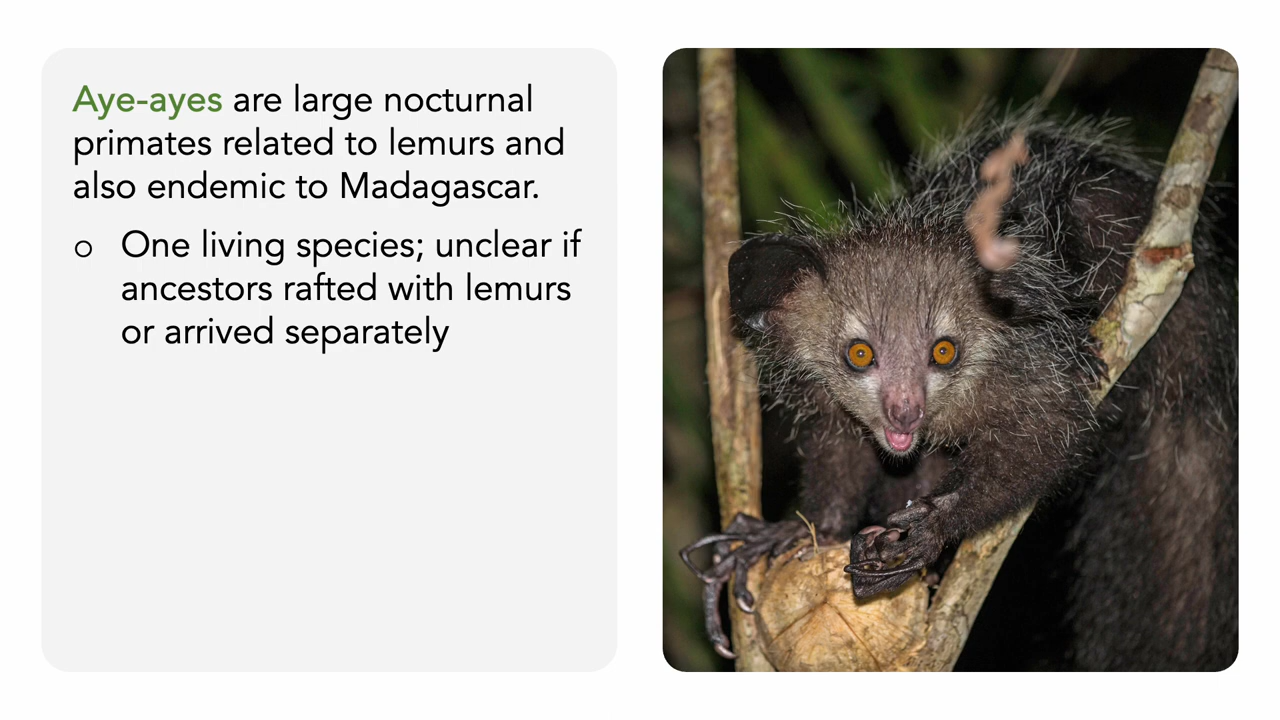 Aye-ayes are large nocturnal
primates related to lemurs and
also endemic to Madagascar.
o One living species; unclear if
ancestors rafted with lemurs
or arrived separately